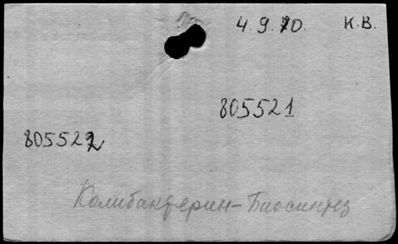 4.9.70. К.В.
805521
805522
Колибактерин-Биосинтез